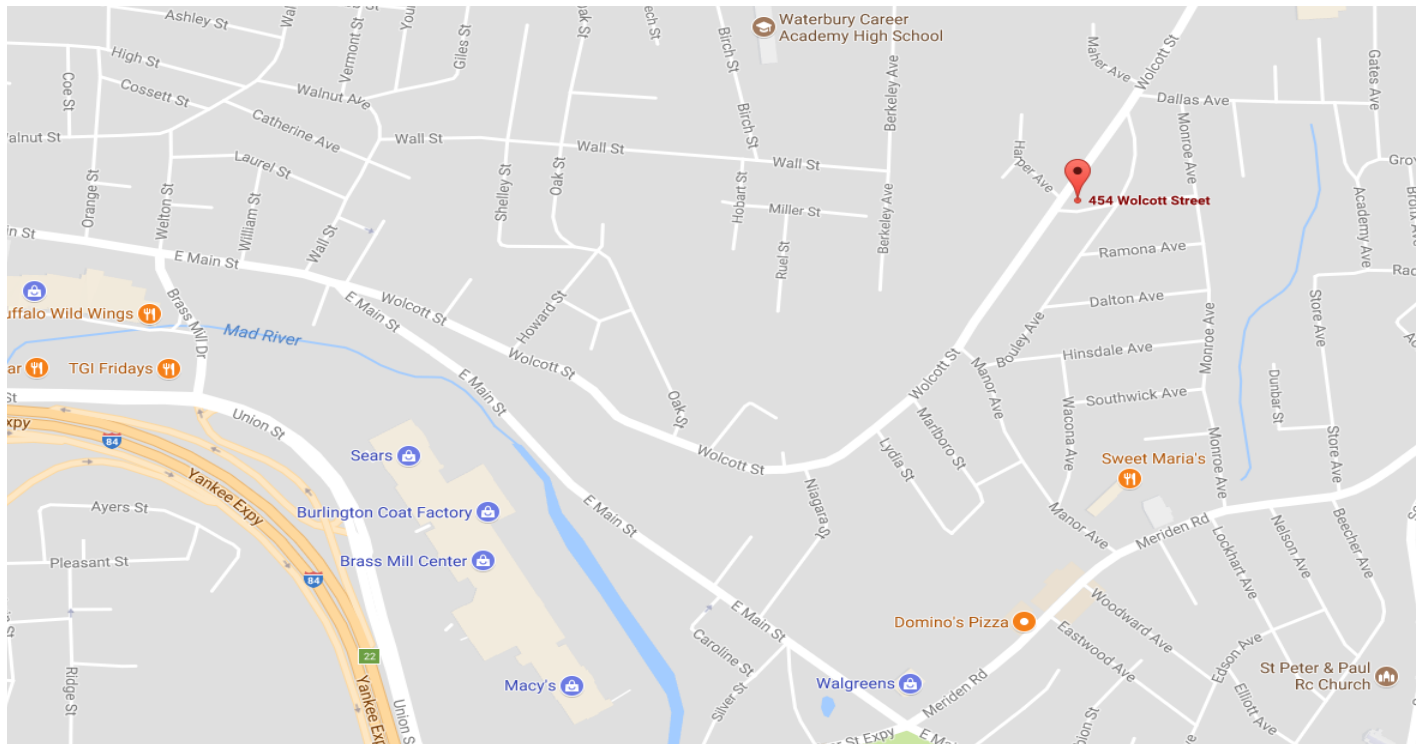 Ashley St
Vermont St
Giles St
Birch St
Waterbury Career
Academy High School
Maher Ave
Wolcott St
Gates Ave
High St
Coe St
Cossett St
Walnut Ave
Catherine Ave
Wall St
Wall St
Birch St
Wall St
Berkeley Ave
Dallas Ave
Monroe Ave
Harper Ave
454 Wolcott Street
Laurel St
Orange St
Welton St
William St
Wall St
Shelley St
Oak St
Hobart St
Miller St
Ruel St
Berkeley Ave
Ramona Ave
Academy Ave
E Main St
E Main St
Wolcott St
Howard St
Brass Mill Dr
Mad River
TGI Fridays
Wolcott St
E Main St
Oak St
Wolcott St
Wolcott St
Dalton Ave
Bouley Ave
Hinsdale Ave
Monroe Ave
Store Ave
Manor Ave
Southwick Ave
Dunbar St
Wacona Ave
Marlboro St
Lydia St
Monroe Ave
Store Ave
Union St
84
Yankee Expy
Sears
Burlington Coat Factory
Brass Mill Center
Macy's
E Main St
Niagara St
Sweet Maria's
Manor Ave
Meriden Rd
Lockhart Ave
Nelson Ave
Beecher Ave
Ayers St
Pleasant St
84
22
Yankee Exp
Union S
Ridge St
E Main St
Caroline St
Silver St
Domino's Pizza
Woodward Ave
Eastwood Ave
Edson Ave
Elliott Ave
St Peter & Paul
Rc Church
Walgreens
Meriden Rd
St Expy
E Ma